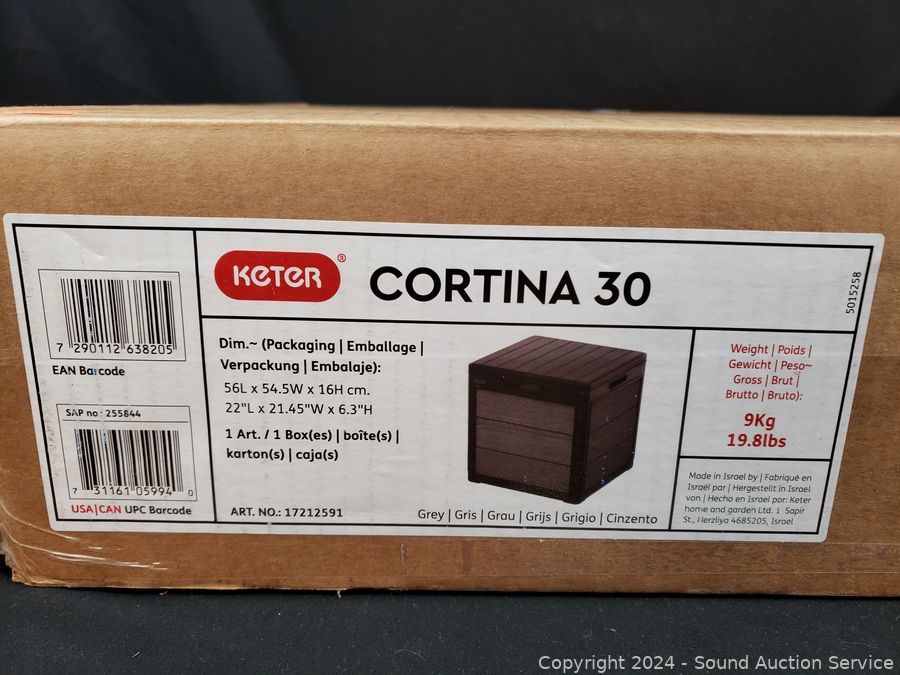 KETER®
CORTINA 30
5015258
7 290112 638205
EAN Barcode
SAP no : 255844
7 31161 05994 0
USA|CAN UPC Barcode
Dim.~ (Packaging | Emballage |
Verpackung | Embalaje):
56L x 54.5W x 16H cm.
22"L x 21.45"W x 6.3"H
1 Art. / 1 Box(es) | boîte(s) |
karton(s) | caja(s)
ART. NO.: 17212591
Grey | Gris | Grau | Grijs | Grigio | Cinzento
Weight | Poids |
Gewicht | Peso~
Gross | Brut |
Brutto | Bruto):
9Kg
19.8lbs
Made in Israel by | Fabriqué en
Israël par | Hergestellt in Israel
von | Hecho en Israel por: Keter
home and garden Ltd. 1 Sapir
St., Herzliya 4685205, Israel
Copyright 2024 - Sound Auction Service